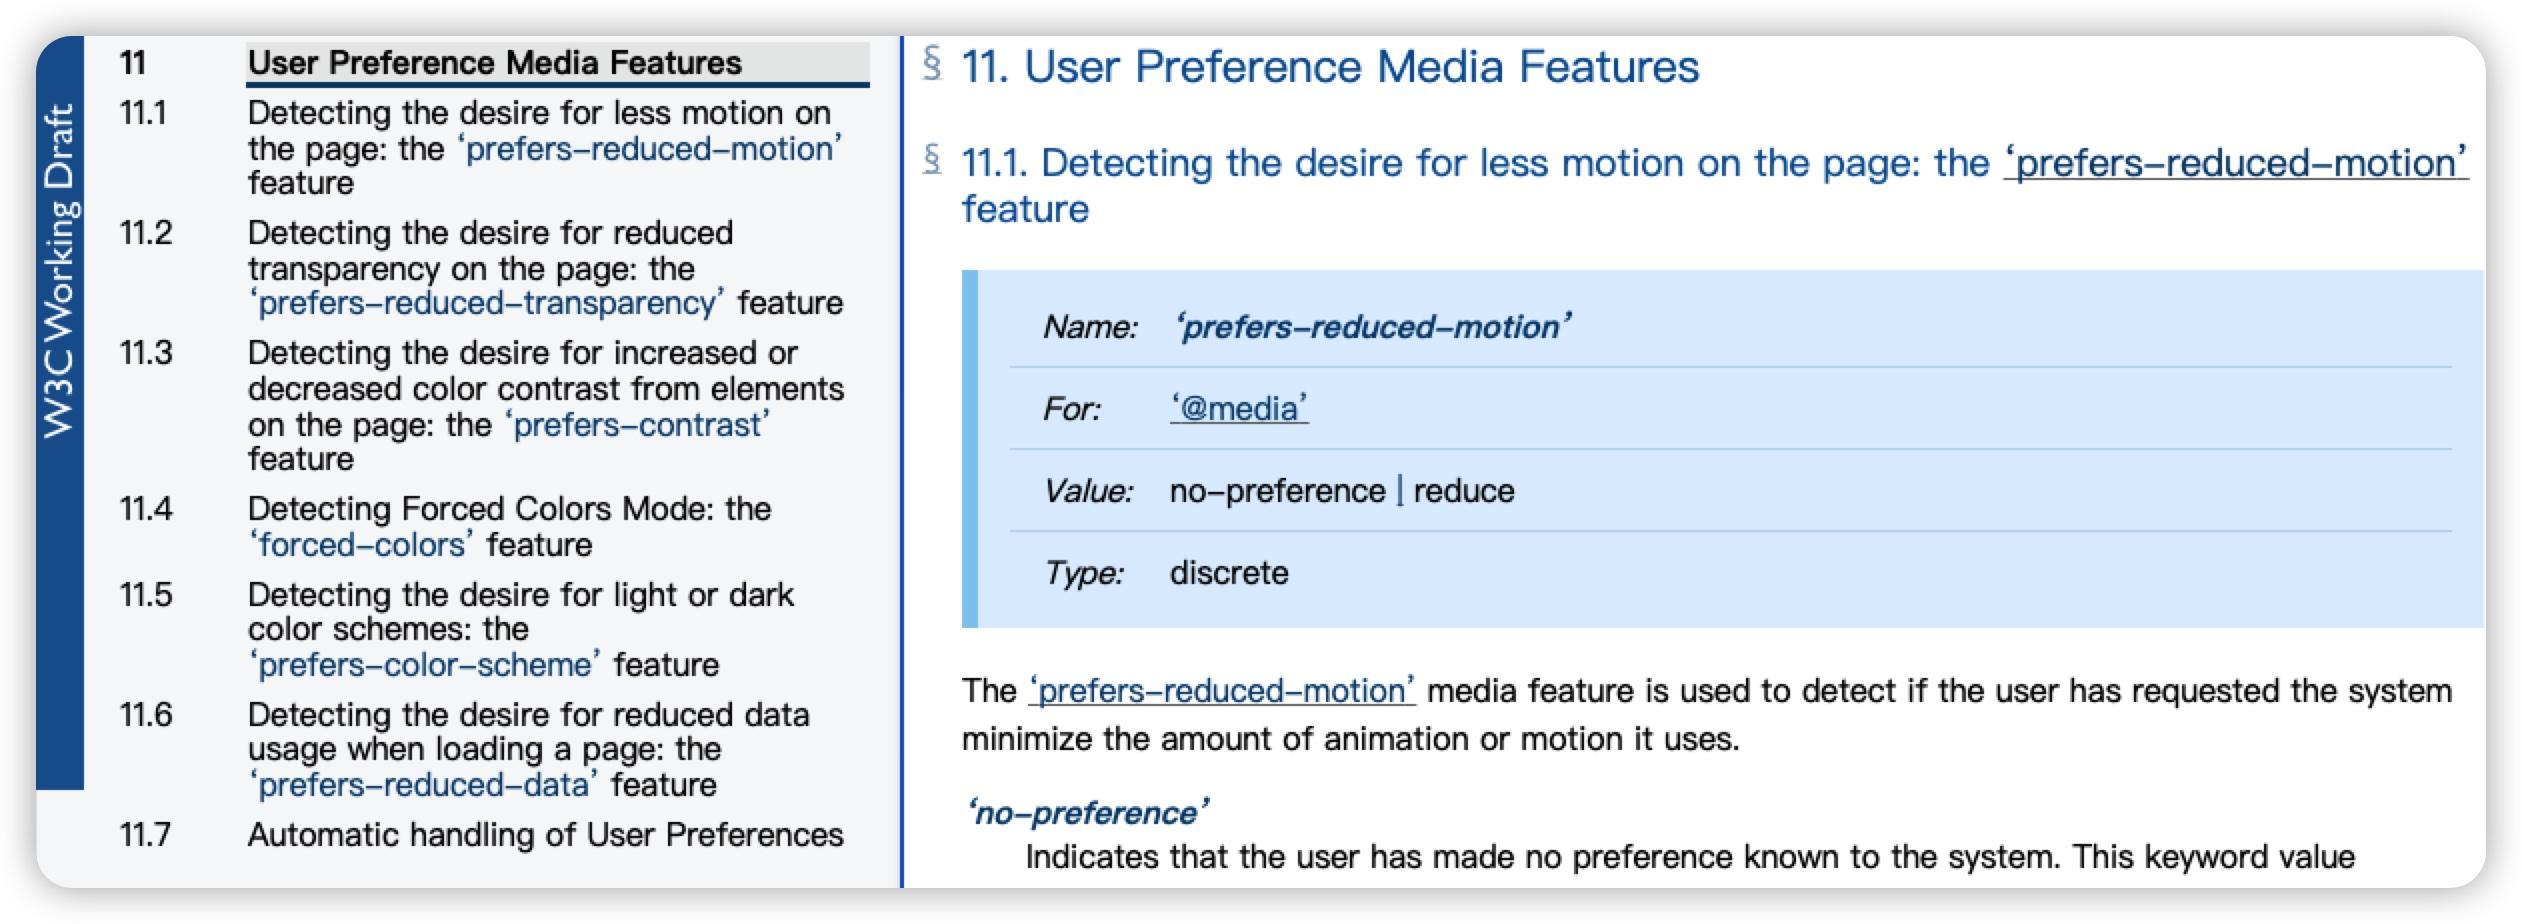 W3C Working Draft
11 User Preference Media Features
11.1 Detecting the desire for less motion on
the page: the ‘prefers-reduced-motion’
feature
11.2 Detecting the desire for reduced
transparency on the page: the
‘prefers-reduced-transparency’ feature
11.3 Detecting the desire for increased or
decreased color contrast from elements
on the page: the ‘prefers-contrast’
feature
11.4 Detecting Forced Colors Mode: the
‘forced-colors’ feature
11.5 Detecting the desire for light or dark
color schemes: the
‘prefers-color-scheme’ feature
11.6 Detecting the desire for reduced data
usage when loading a page: the
‘prefers-reduced-data’ feature
11.7 Automatic handling of User Preferences
§ 11. User Preference Media Features
§ 11.1. Detecting the desire for less motion on the page: the ‘prefers-reduced-motion’
feature
Name: ‘prefers-reduced-motion’
For: ‘@media’
Value: no-preference | reduce
Type: discrete
The ‘prefers-reduced-motion’ media feature is used to detect if the user has requested the system
minimize the amount of animation or motion it uses.
‘no-preference’
Indicates that the user has made no preference known to the system. This keyword value